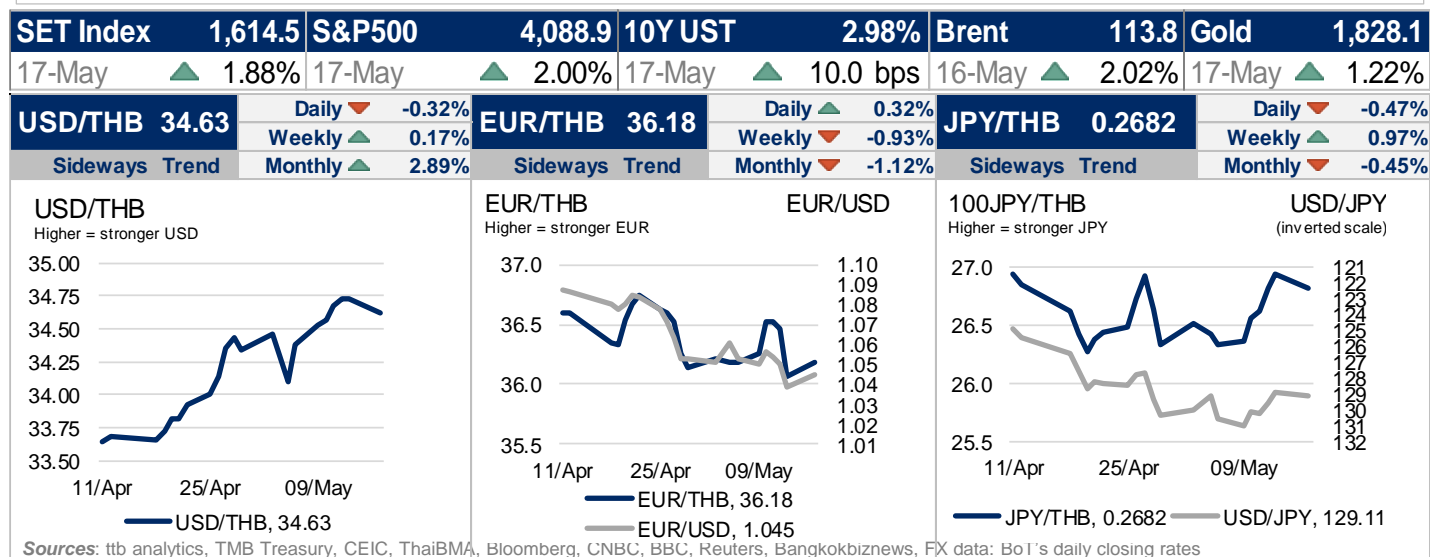 SET Index 1,614.5 S&P500 4,088.9 10Y UST 2.98% Brent 113.8 Gold 1,828.1
17-May 1.88% 17-May 2.00% 17-May 10.0 bps 16-May 2.02% 17-May 1.22%
USD/THB 34.63
Daily -0.32%
Weekly 0.17%
Sideways Trend Monthly 2.89%
EUR/THB 36.18
Daily 0.32%
Weekly -0.93%
Sideways Trend Monthly -1.12%
JPY/THB 0.2682
Daily -0.47%
Weekly 0.97%
Sideways Trend Monthly -0.45%
USD/THB
Higher = stronger USD
35.00
34.75
34.50
34.25
34.00
33.75
33.50
11/Apr 25/Apr 09/May
USD/THB, 34.63
EUR/THB EUR/USD
Higher = stronger EUR
37.0
36.5
36.0
35.5
1.10
1.09
1.08
1.07
1.06
1.05
1.04
1.03
1.02
1.01
11/Apr 25/Apr 09/May
EUR/THB, 36.18
EUR/USD, 1.045
100JPY/THB USD/JPY
Higher = stronger JPY (inverted scale)
27.0
26.5
26.0
25.5
121
122
123
124
125
126
127
128
129
130
131
132
11/Apr 25/Apr 09/May
JPY/THB, 0.2682 USD/JPY, 129.11
Sources: ttb analytics, TMB Treasury, CEIC, ThaiBMA, Bloomberg, CNBC, BBC, Reuters, Bangkokbiznews, FX data: BoT's daily closing rates